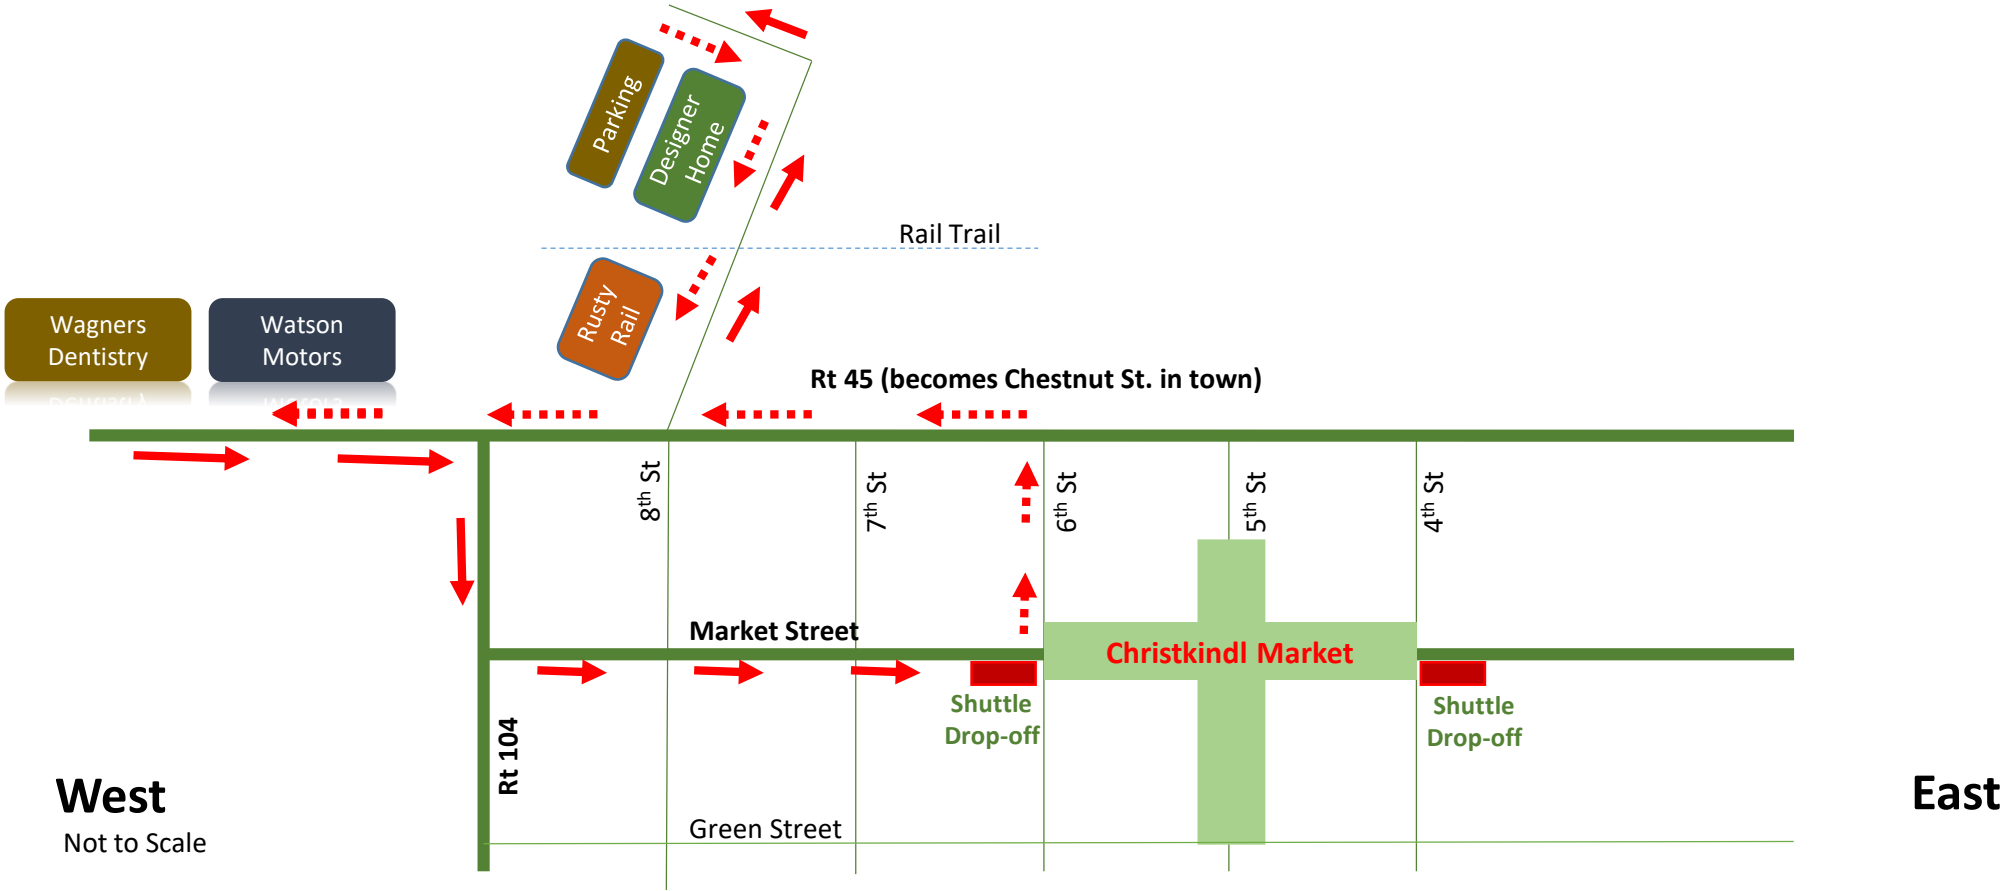 Parking
Designer
Home
Rail Trail
Rusty
Rail
Wagners
Dentistry
Watson
Motors
Rt 45 (becomes Chestnut St. in town)
8th St
7th St
6th St
5th St
4th St
Market Street
Christkindl Market
Shuttle
Drop-off
Shuttle
Drop-off
Rt 104
West
Not to Scale
East
Green Street